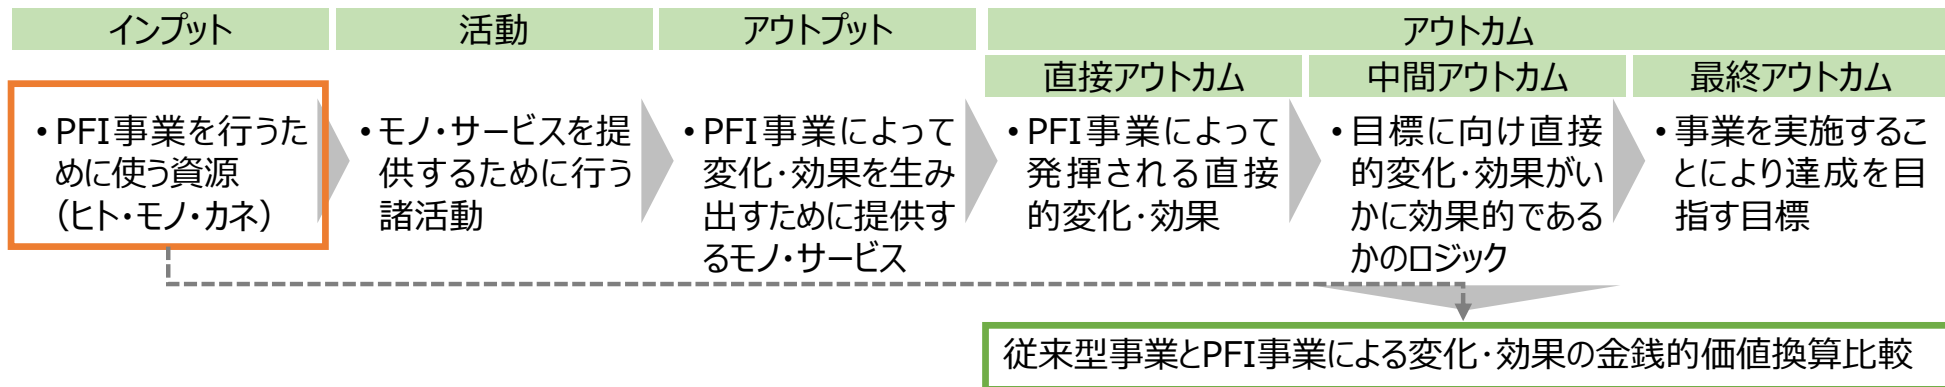 インプット
活動
アウトプット
アウトカム
直接アウトカム
中間アウトカム
最終アウトカム
•PFI事業を行うた
めに使う資源
（ヒト・モノ・カネ）
•モノ・サービスを提
供するために行う
諸活動
•PFI事業によって
変化・効果を生み
出すために提供す
るモノ・サービス
•PFI事業によって
発揮される直接
的変化・効果
•目標に向け直接
的変化・効果がい
かに効果的である
かのロジック
•事業を実施するこ
とにより達成を目
指す目標
従来型事業とPFI事業による変化・効果の金銭的価値換算比較